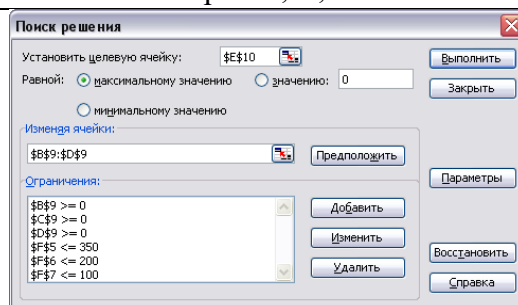 Поиск решения
Установить целевую ячейку: $E$10
Выполнить
Равной: максимальному значению значению: 0
Закрыть
минимальному значению
Изменяя ячейки:
$B$9:$D$9
Предположить
Параметры
Ограничения:
$B$9 >= 0
$C$9 >= 0
$D$9 >= 0
$F$5 <= 350
$F$6 <= 200
$F$7 <= 100
Добавить
Изменить
Удалить
Восстановить
Справка